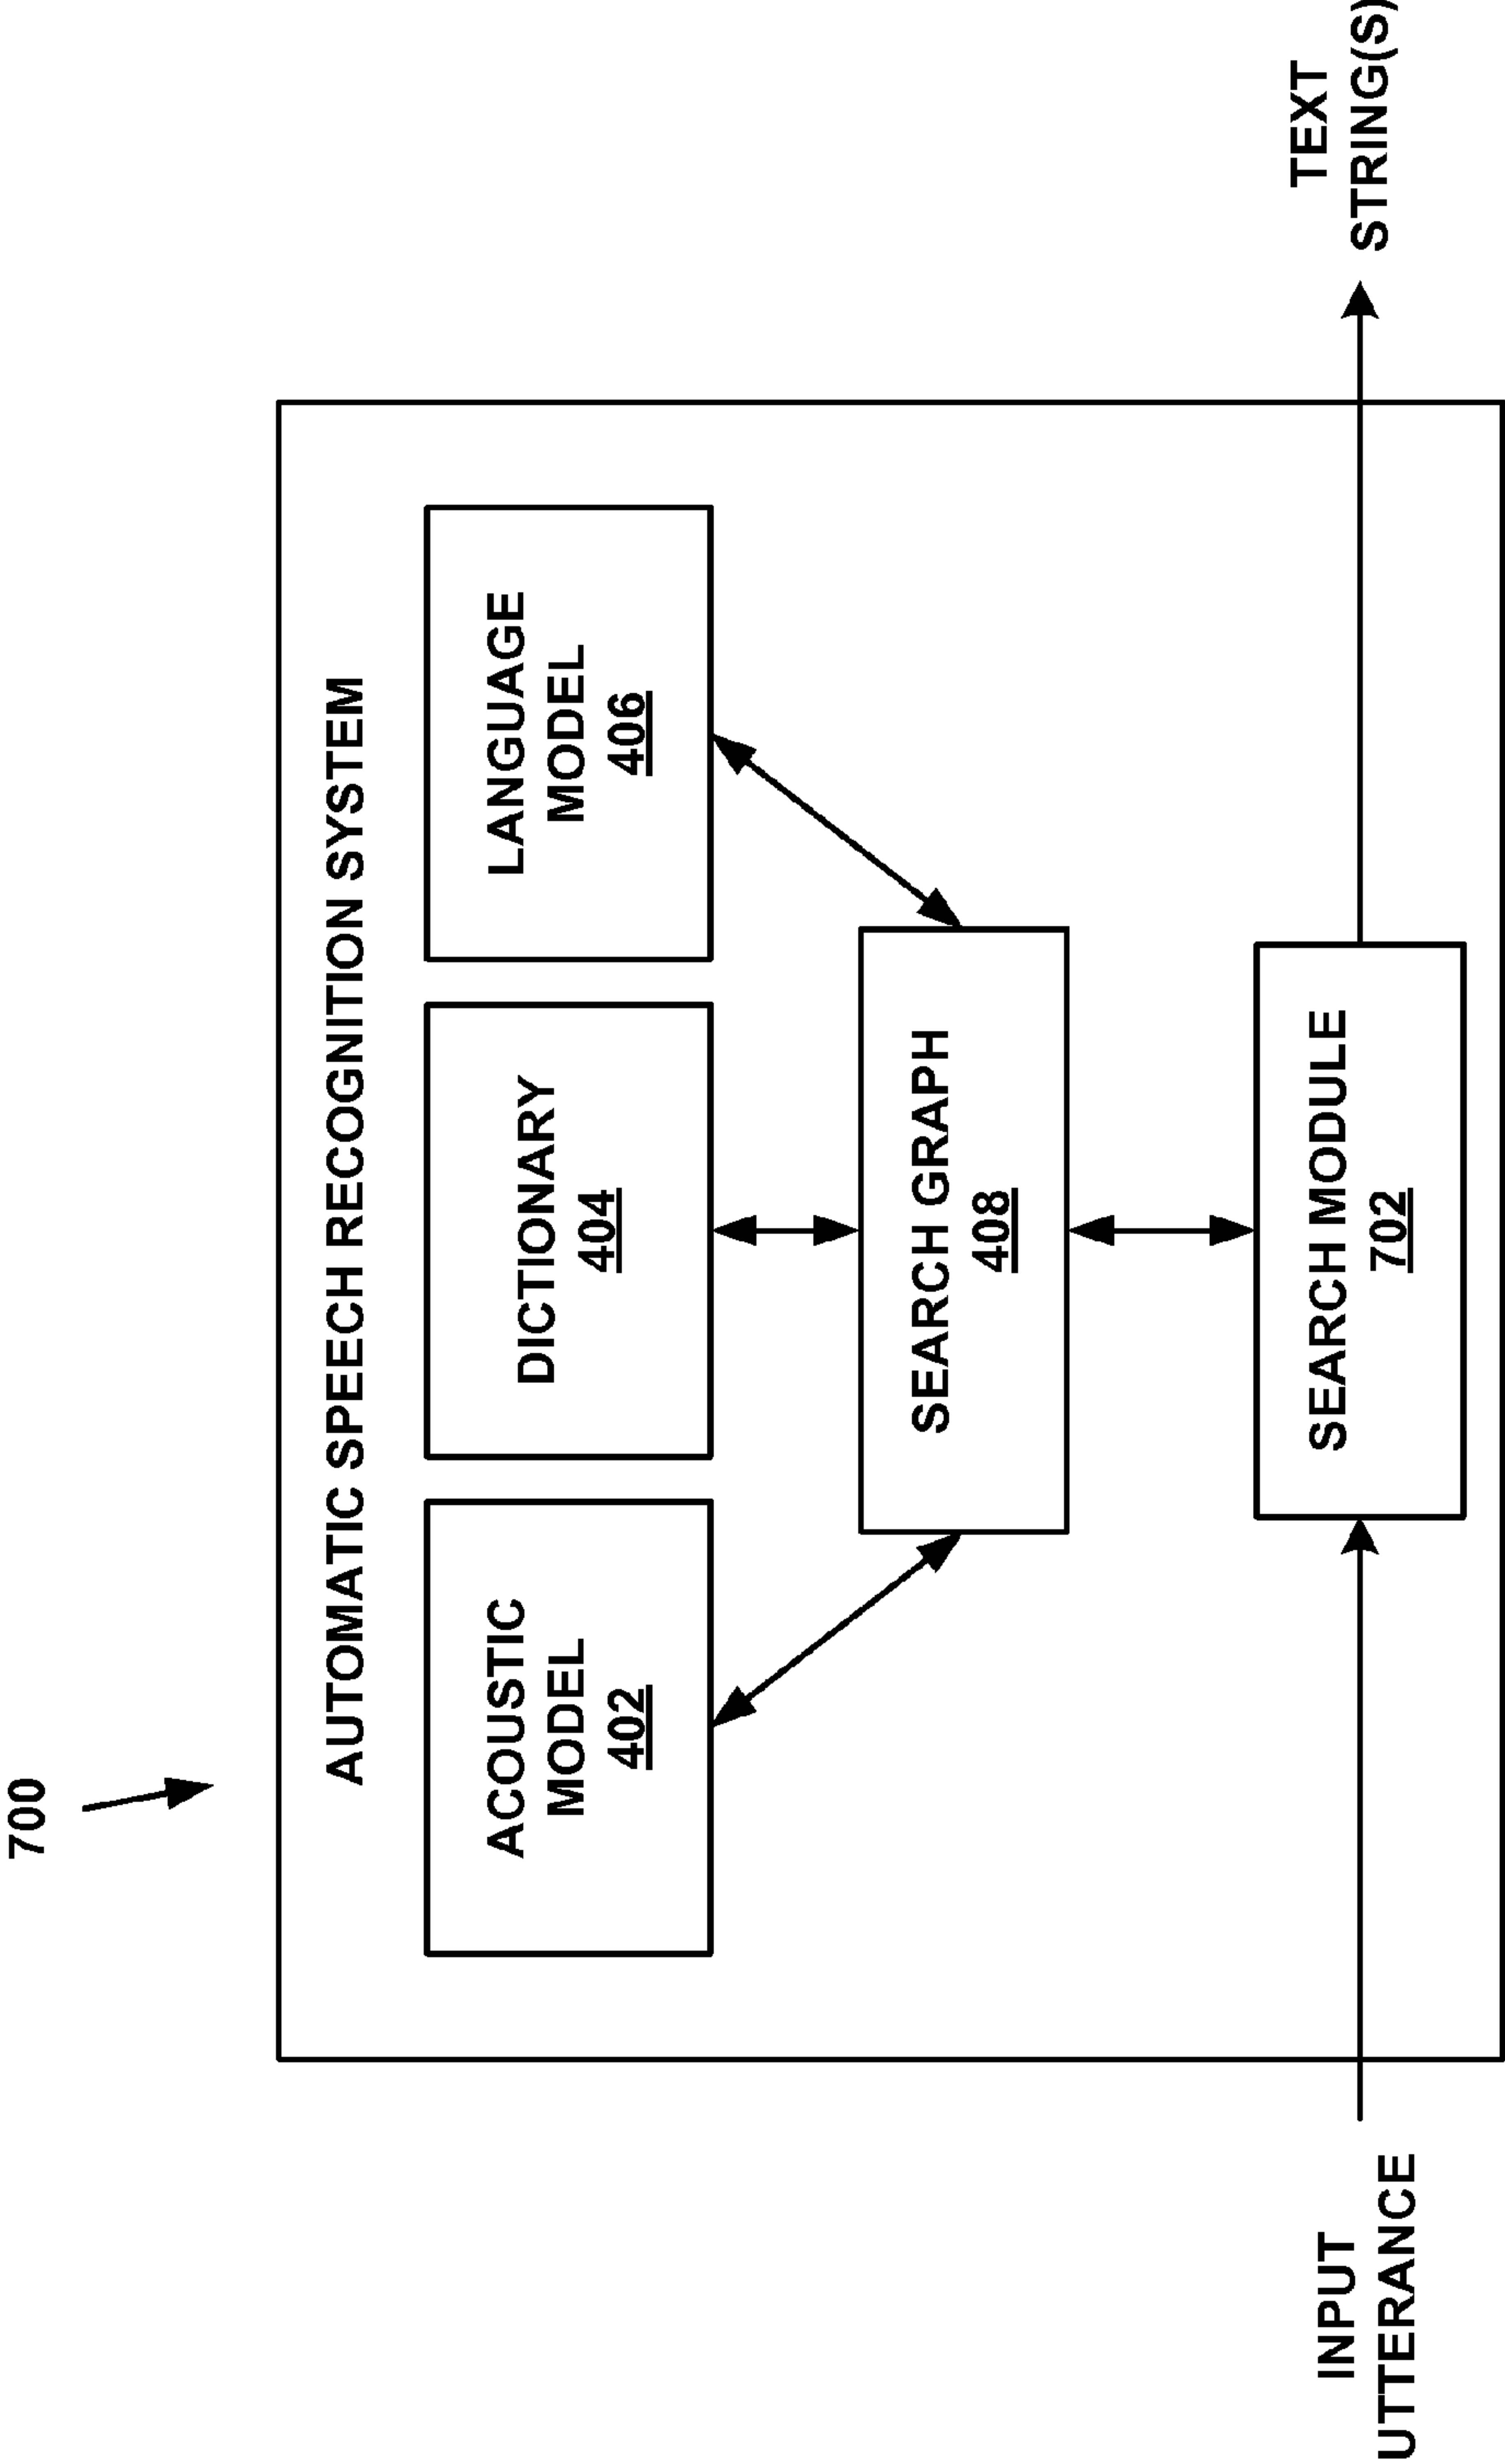 700
AUTOMATIC SPEECH RECOGNITION SYSTEM
ACOUSTIC
MODEL
402
DICTIONARY
404
LANGUAGE
MODEL
406
SEARCH GRAPH
408
INPUT
UTTERANCE
SEARCH MODULE
702
TEXT
STRING(S)